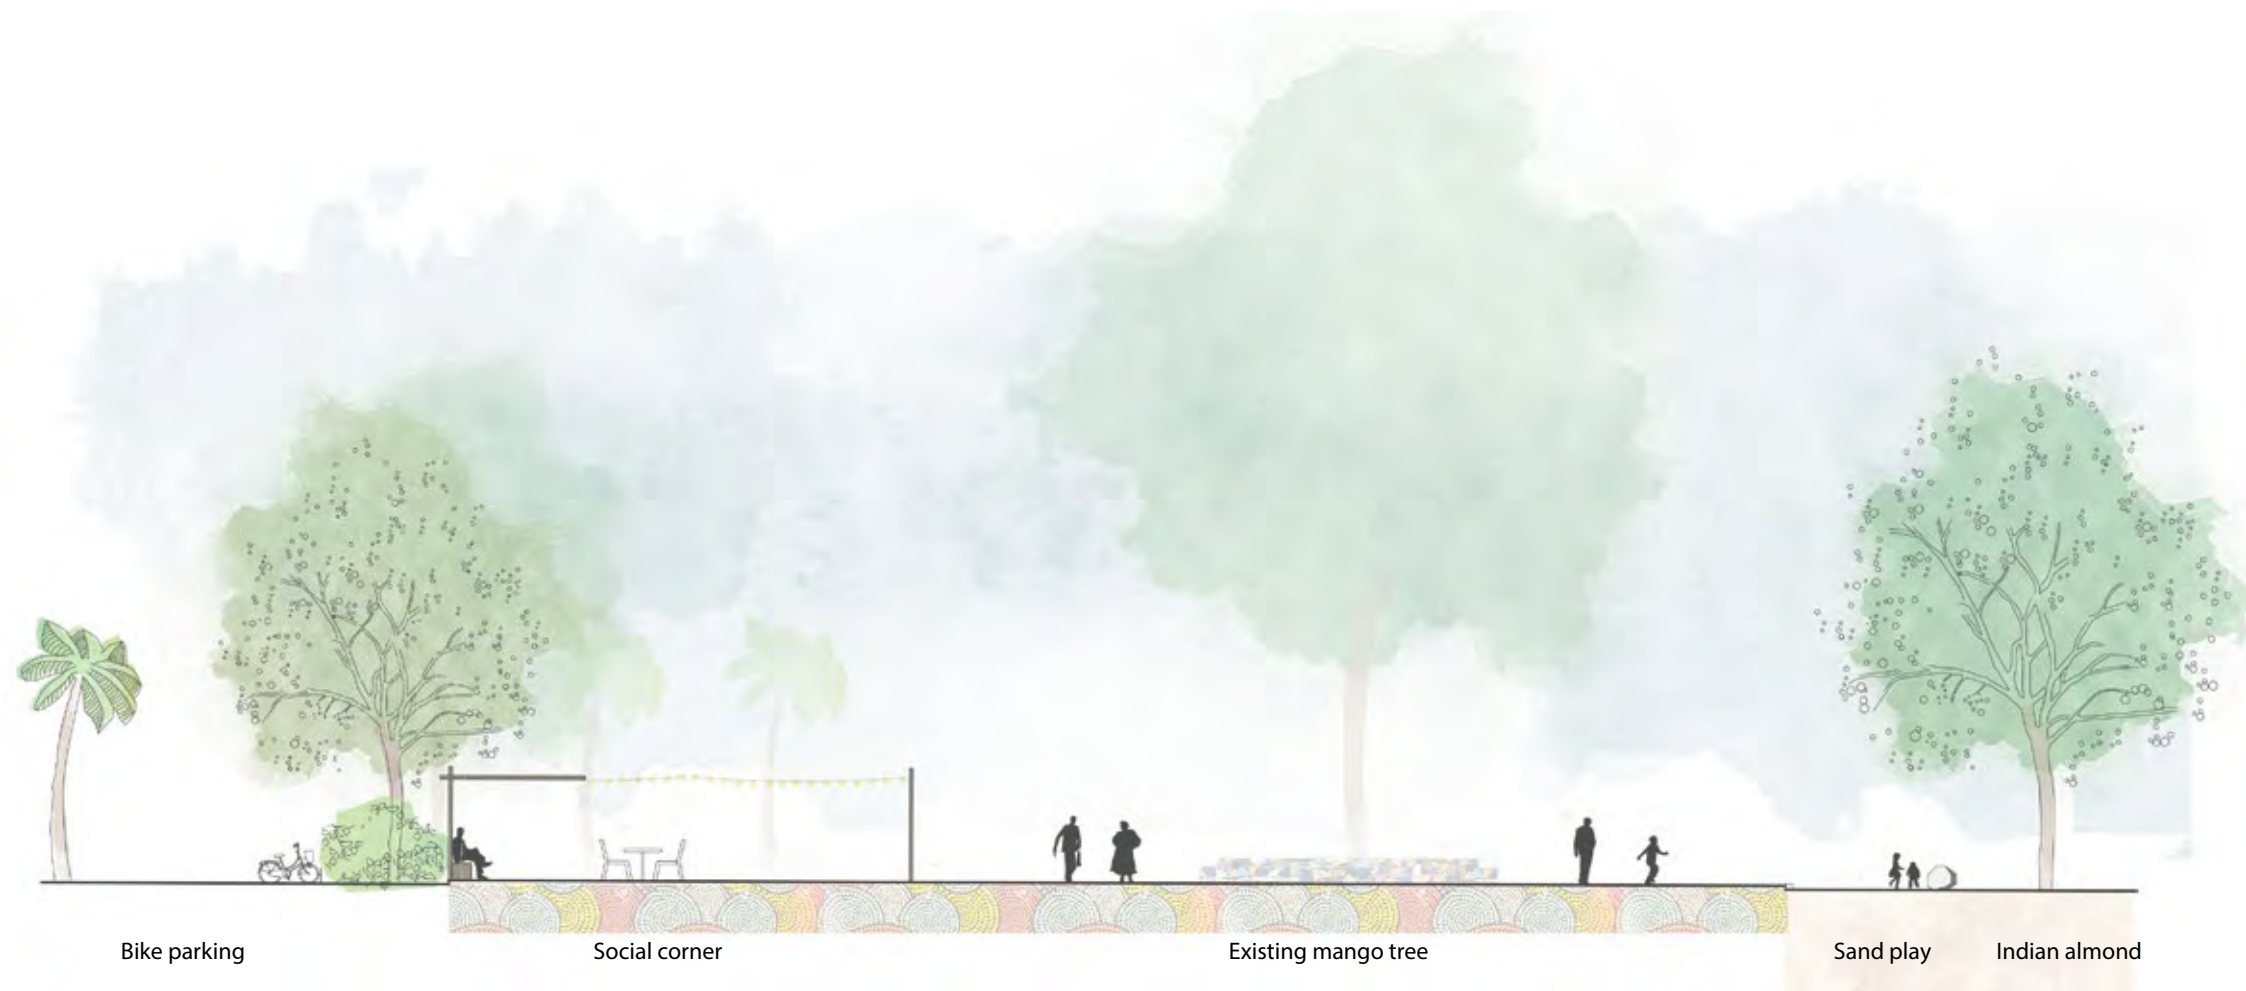 Bike parking
Social corner
Existing mango tree
Sand play
Indian almond